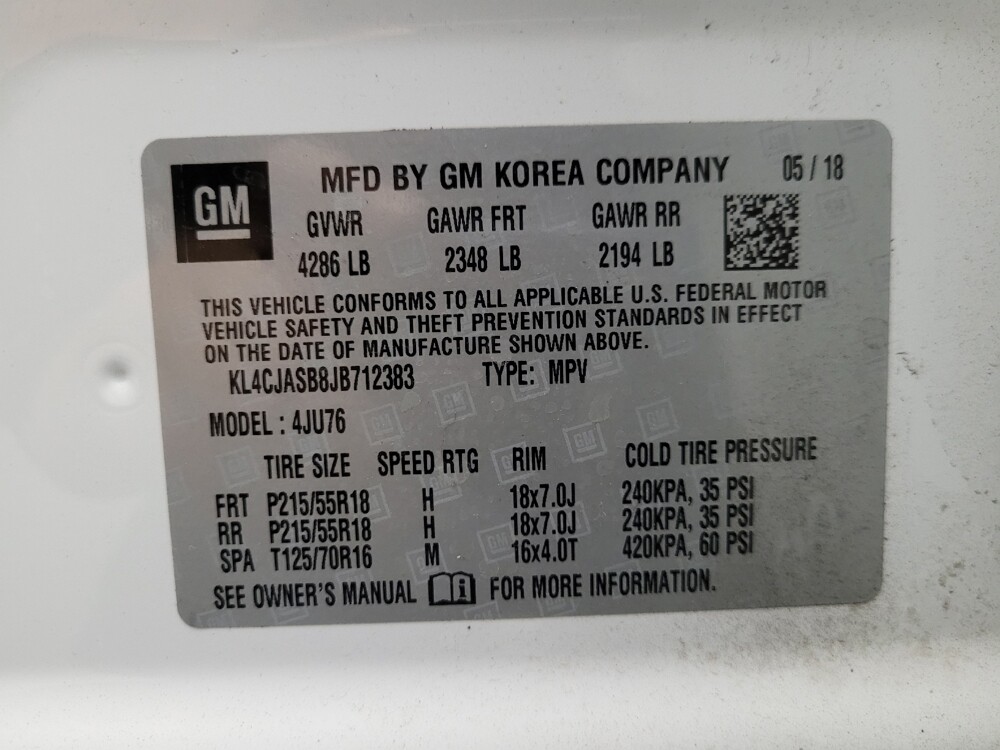 GM
MFD BY GM KOREA COMPANY 05 / 18
GVWR GAWR FRT GAWR RR
4286 LB 2348 LB 2194 LB
THIS VEHICLE CONFORMS TO ALL APPLICABLE U.S. FEDERAL MOTOR
VEHICLE SAFETY AND THEFT PREVENTION STANDARDS IN EFFECT
ON THE DATE OF MANUFACTURE SHOWN ABOVE.
KL4CJASB8JB712383 TYPE: MPV
MODEL : 4JU76
TIRE SIZE SPEED RTG RIM COLD TIRE PRESSURE
FRT P215/55R18 H 18x7.0J 240KPA, 35 PSI
RR P215/55R18 H 18x7.0J 240KPA, 35 PSI
SPA T125/70R16 M 16x4.0T 420KPA, 60 PSI
SEE OWNER'S MANUAL FOR MORE INFORMATION.